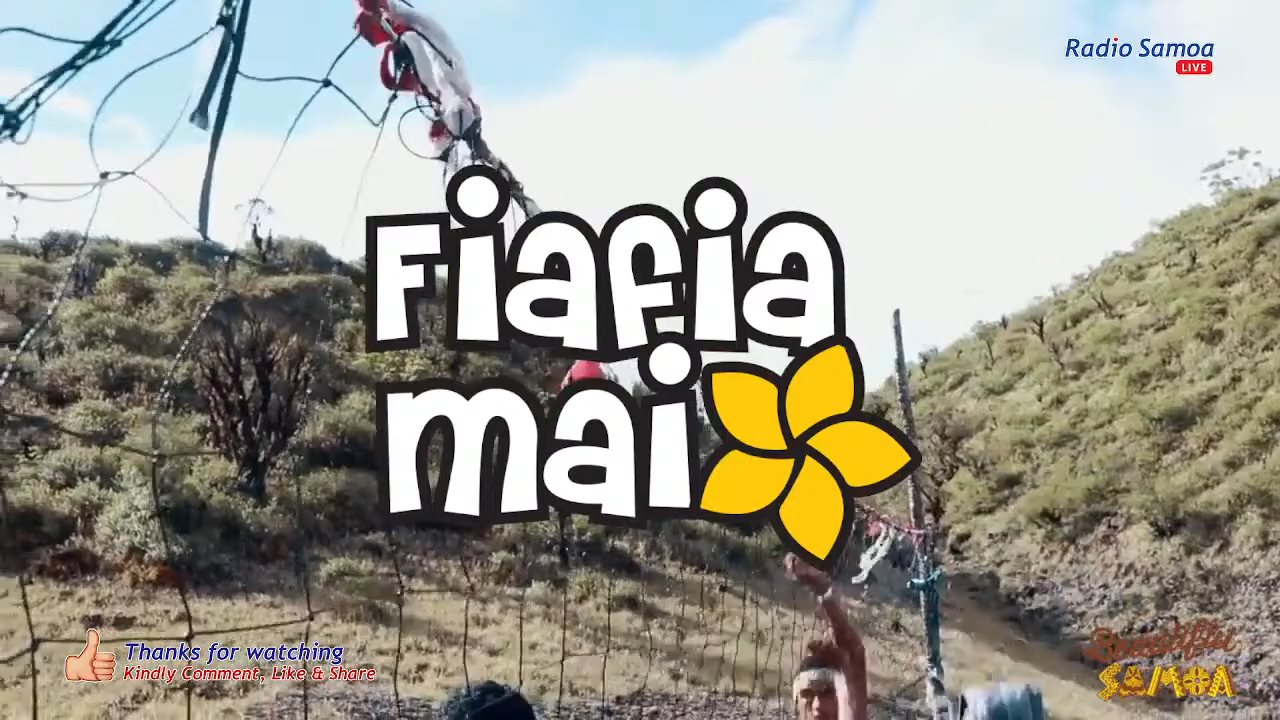 Radio Samoa
LIVE
Fiafia
mai
Thanks for watching
Kindly Comment, Like & Share
Beautiful
SAMOA